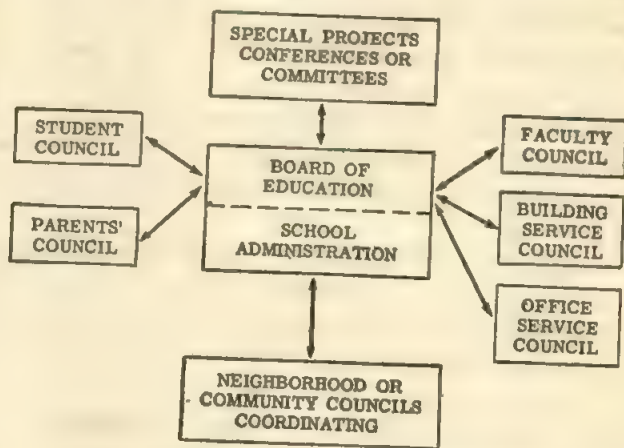 SPECIAL PROJECTS
CONFERENCES OR
COMMITTEES
STUDENT
COUNCIL
PARENTS'
COUNCIL
BOARD OF
EDUCATION
SCHOOL
ADMINISTRATION
FACULTY
COUNCIL
BUILDING
SERVICE
COUNCIL
OFFICE
SERVICE
COUNCIL
NEIGHBORHOOD OR
COMMUNITY COUNCILS
COORDINATING